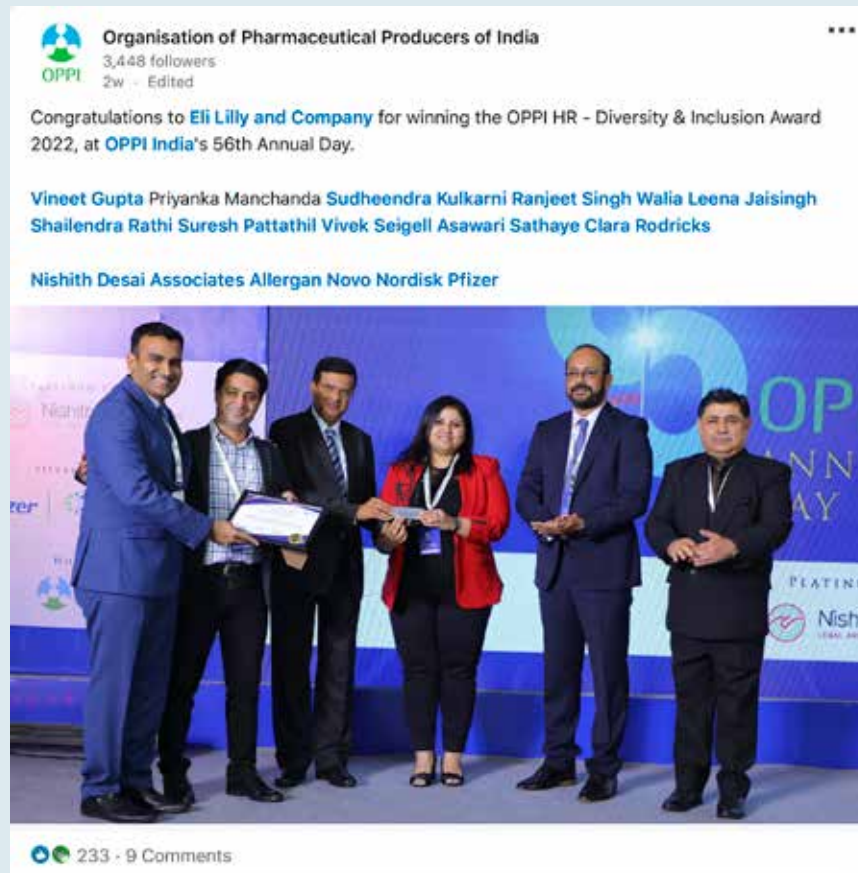 Organisation of Pharmaceutical Producers of India
3,448 followers
2w · Edited
OPPI
Congratulations to Eli Lilly and Company for winning the OPPI HR - Diversity & Inclusion Award
2022, at OPPI India's 56th Annual Day.
Vineet Gupta Priyanka Manchanda Sudheendra Kulkarni Ranjeet Singh Walia Leena Jaisingh
Shailendra Rathi Suresh Pattathil Vivek Seigell Asawari Sathaye Clara Rodricks
Nishith Desai Associates Allergan Novo Nordisk Pfizer
Nishit
zer
OP
ANN
AY
PLATIN
Nish
233 · 9 Comments